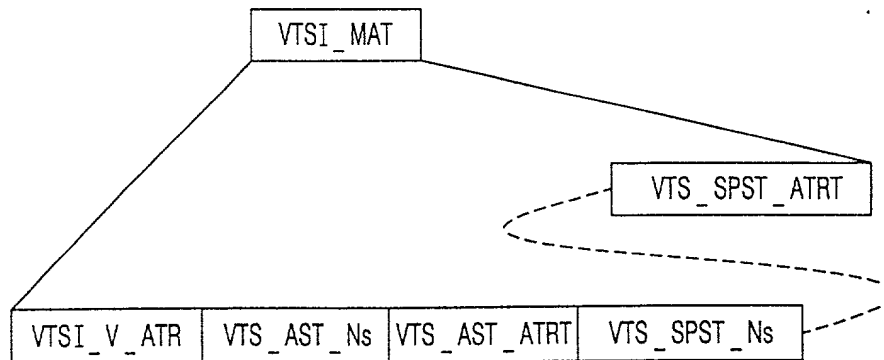 VTSI_MAT
VTS_SPST_ATRT
VTSI_V_ATR VTS_AST_Ns VTS_AST_ATRT VTS_SPST_Ns